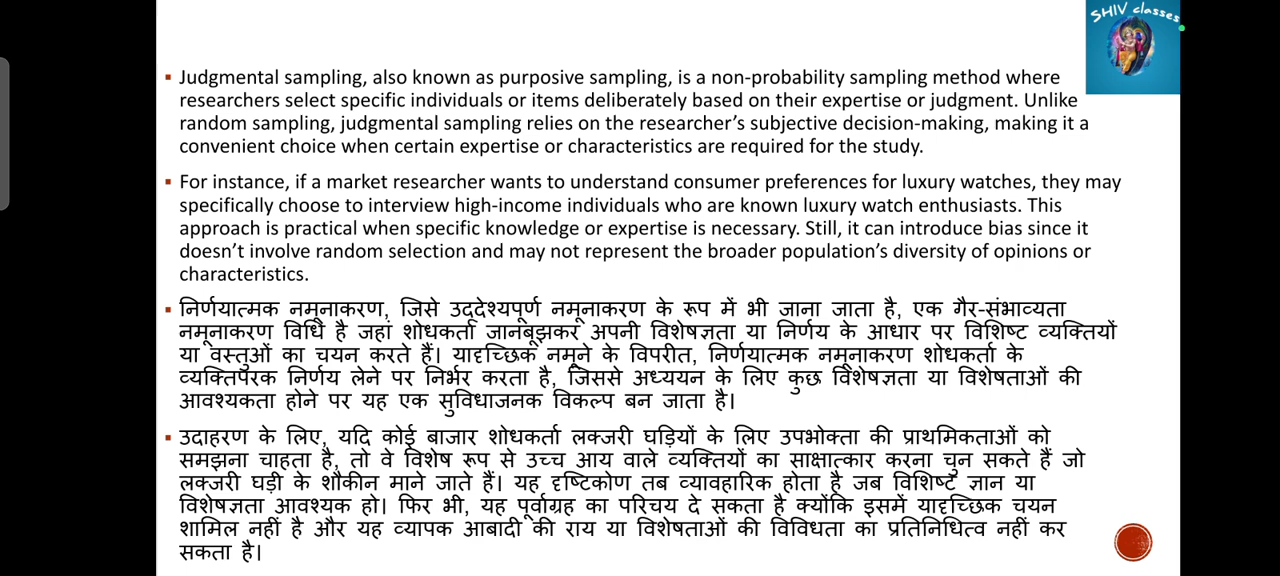 SHIV classes
▪ Judgmental sampling, also known as purposive sampling, is a non-probability sampling method where
researchers select specific individuals or items deliberately based on their expertise or judgment. Unlike
random sampling, judgmental sampling relies on the researcher’s subjective decision-making, making it a
convenient choice when certain expertise or characteristics are required for the study.
▪ For instance, if a market researcher wants to understand consumer preferences for luxury watches, they may
specifically choose to interview high-income individuals who are known luxury watch enthusiasts. This
approach is practical when specific knowledge or expertise is necessary. Still, it can introduce bias since it
doesn’t involve random selection and may not represent the broader population’s diversity of opinions or
characteristics.
▪ निर्णयात्मक नमूनाकरण, जिसे उद्देश्यपूर्ण नमूनाकरण के रूप में भी जाना जाता है, एक गैर-संभाव्यता
नमूनाकरण विधि है जहां शोधकर्ता जानबूझकर अपनी विशेषज्ञता या निर्णय के आधार पर विशिष्ट व्यक्तियों
या वस्तुओं का चयन करते हैं। यादृच्छिक नमूने के विपरीत, निर्णयात्मक नमूनाकरण शोधकर्ता के
व्यक्तिपरक निर्णय लेने पर निर्भर करता है, जिससे अध्ययन के लिए कुछ विशेषज्ञता या विशेषताओं की
आवश्यकता होने पर यह एक सुविधाजनक विकल्प बन जाता है।
▪ उदाहरण के लिए, यदि कोई बाजार शोधकर्ता लक्जरी घड़ियों के लिए उपभोक्ता की प्राथमिकताओं को
समझना चाहता है, तो वे विशेष रूप से उच्च आय वाले व्यक्तियों का साक्षात्कार करना चुन सकते हैं जो
लक्जरी घड़ी के शौकीन माने जाते हैं। यह दृष्टिकोण तब व्यावहारिक होता है जब विशिष्ट ज्ञान या
विशेषज्ञता आवश्यक हो। फिर भी, यह पूर्वाग्रह का परिचय दे सकता है क्योंकि इसमें यादृच्छिक चयन
शामिल नहीं है और यह व्यापक आबादी की राय या विशेषताओं की विविधता का प्रतिनिधित्व नहीं कर
सकता है।